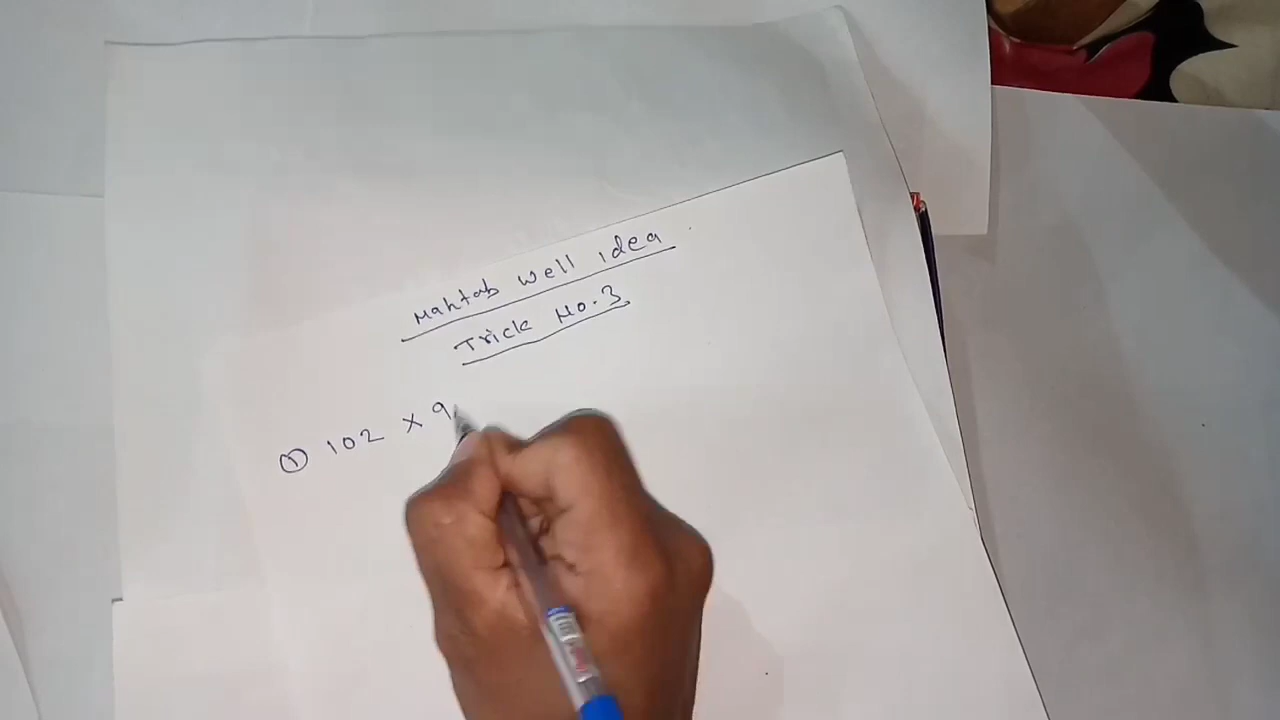 Mahtab well idea
Trick No.3
① 102 × 9